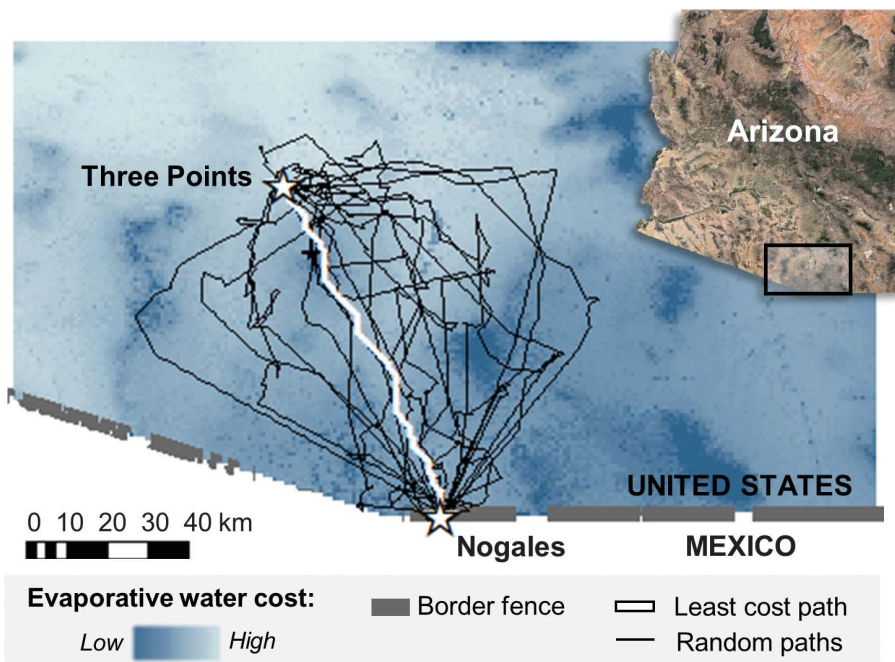 Arizona
Three Points
UNITED STATES
0 10 20 30 40 km
Nogales
MEXICO
Evaporative water cost:
Low
High
Border fence
Least cost path
Random paths